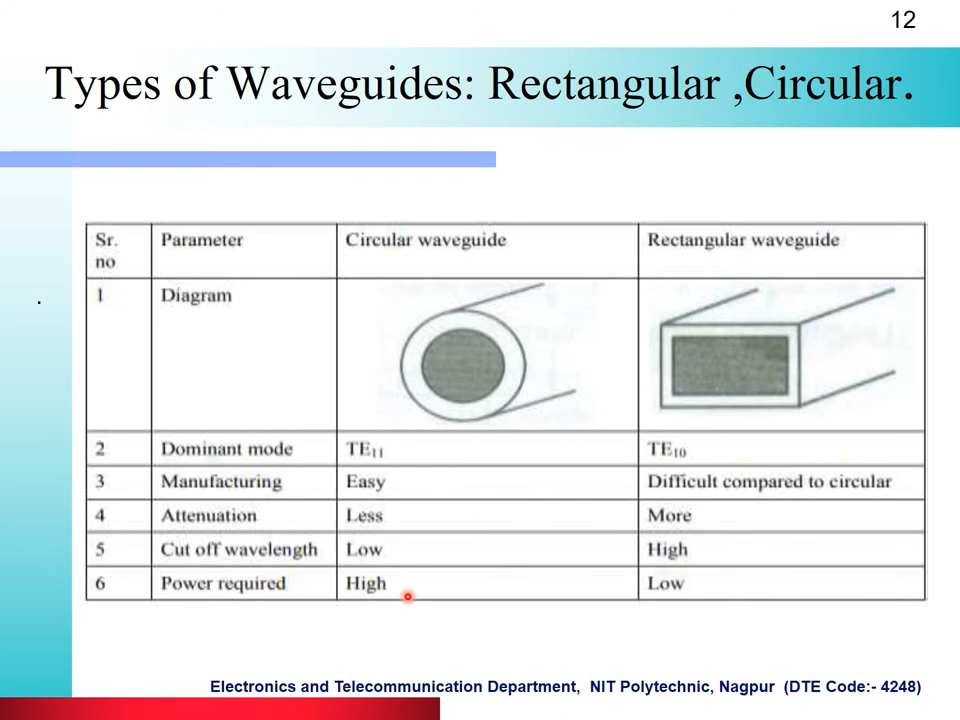 12
Types of Waveguides: Rectangular ,Circular.
.
Sr. no Parameter Circular waveguide Rectangular waveguide
1 Diagram
2 Dominant mode TE₁₁ TE₁₀
3 Manufacturing Easy Difficult compared to circular
4 Attenuation Less More
5 Cut off wavelength Low High
6 Power required High Low
Electronics and Telecommunication Department, NIT Polytechnic, Nagpur (DTE Code:- 4248)